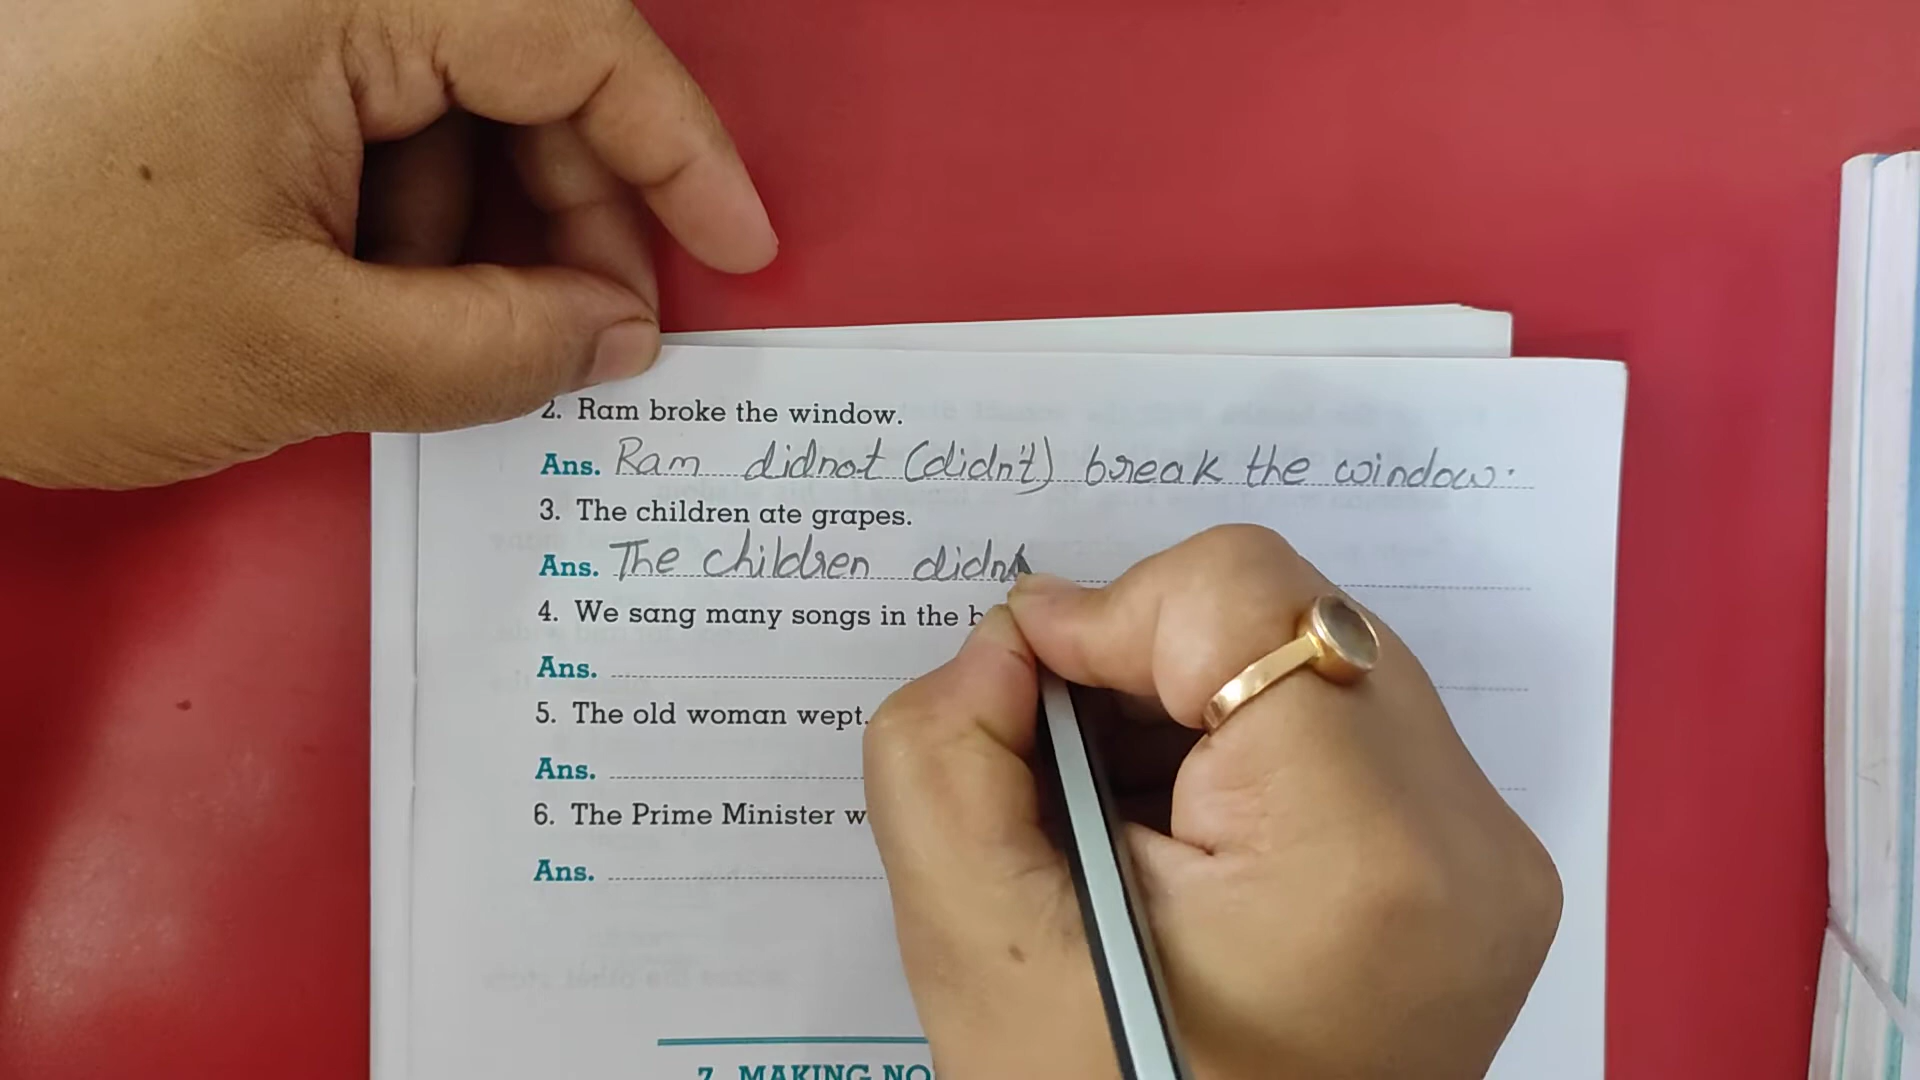 2. Ram broke the window.
Ans. Ram didnot (didn't) break the window.
3. The children ate grapes.
Ans. The children didn
4. We sang many songs in the
Ans.
5. The old woman wept.
Ans.
6. The Prime Minister
Ans.
7. MAKING